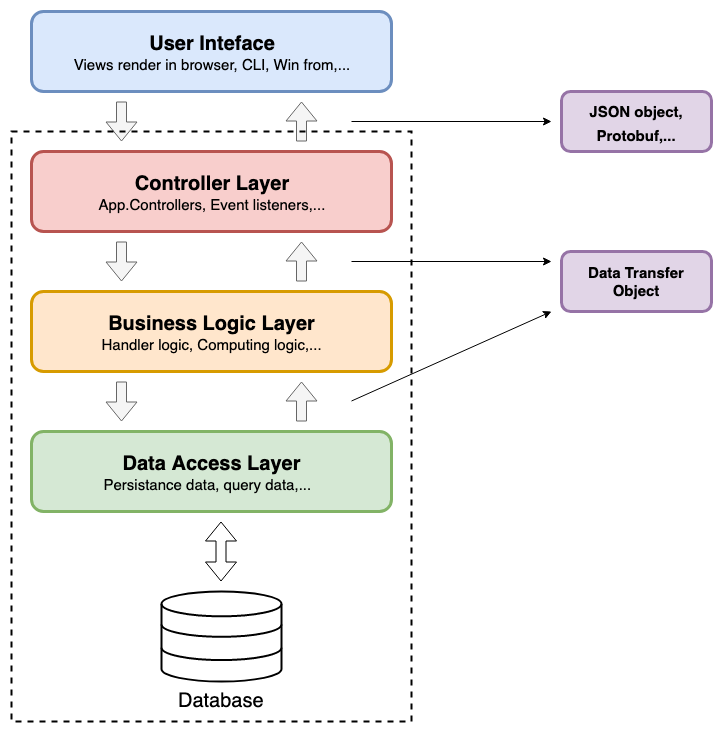 User Inteface
Views render in browser, CLI, Win from,...
JSON object,
Protobuf,...
Controller Layer
App.Controllers, Event listeners,...
Data Transfer
Object
Business Logic Layer
Handler logic, Computing logic,...
Data Access Layer
Persistance data, query data,...
Database